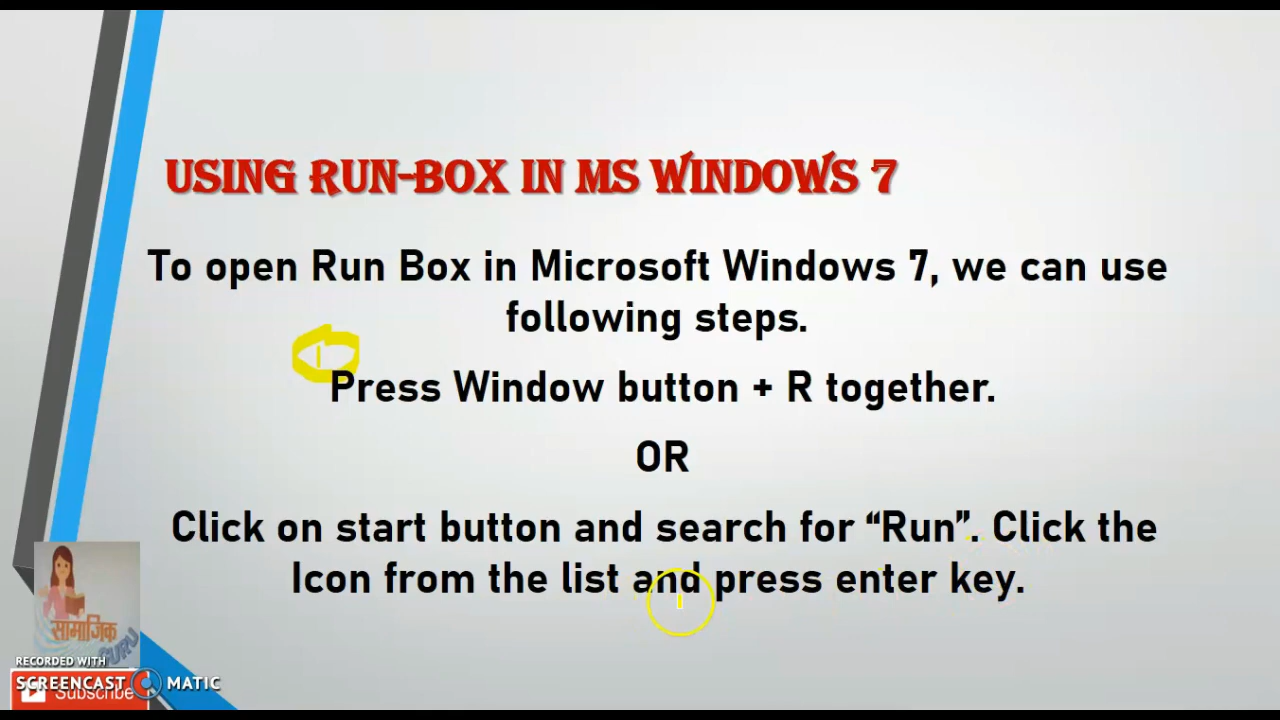 USING RUN-BOX IN MS WINDOWS 7
To open Run Box in Microsoft Windows 7, we can use
following steps.
1
Press Window button + R together.
OR
Click on start button and search for “Run”. Click the
Icon from the list and press enter key.
सामाजिक
GURU
RECORDED WITH
SCREENCAST MATIC
Subscribe